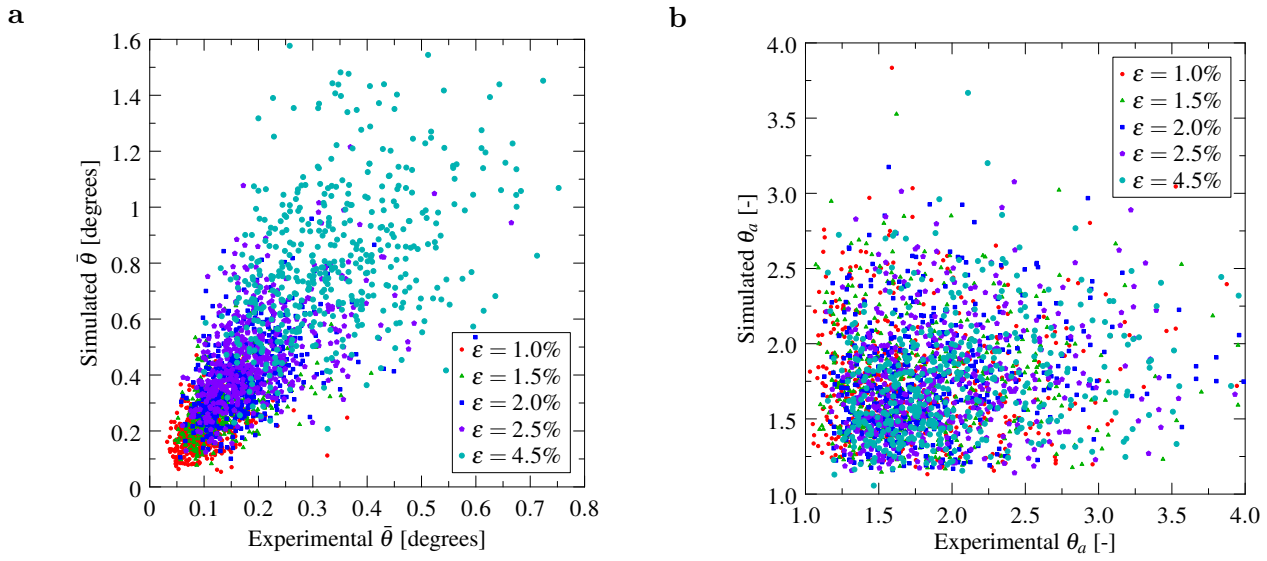 a
1.6
1.4
1.2
1
0.8
0.6
0.4
0.2
0
Simulated θ̄ [degrees]
ε = 1.0%
ε = 1.5%
ε = 2.0%
ε = 2.5%
ε = 4.5%
0 0.1 0.2 0.3 0.4 0.5 0.6 0.7 0.8
Experimental θ̄ [degrees]
b
4.0
3.5
3.0
2.5
2.0
1.5
1.0
Simulated θₐ [-]
ε = 1.0%
ε = 1.5%
ε = 2.0%
ε = 2.5%
ε = 4.5%
1.0 1.5 2.0 2.5 3.0 3.5 4.0
Experimental θₐ [-]